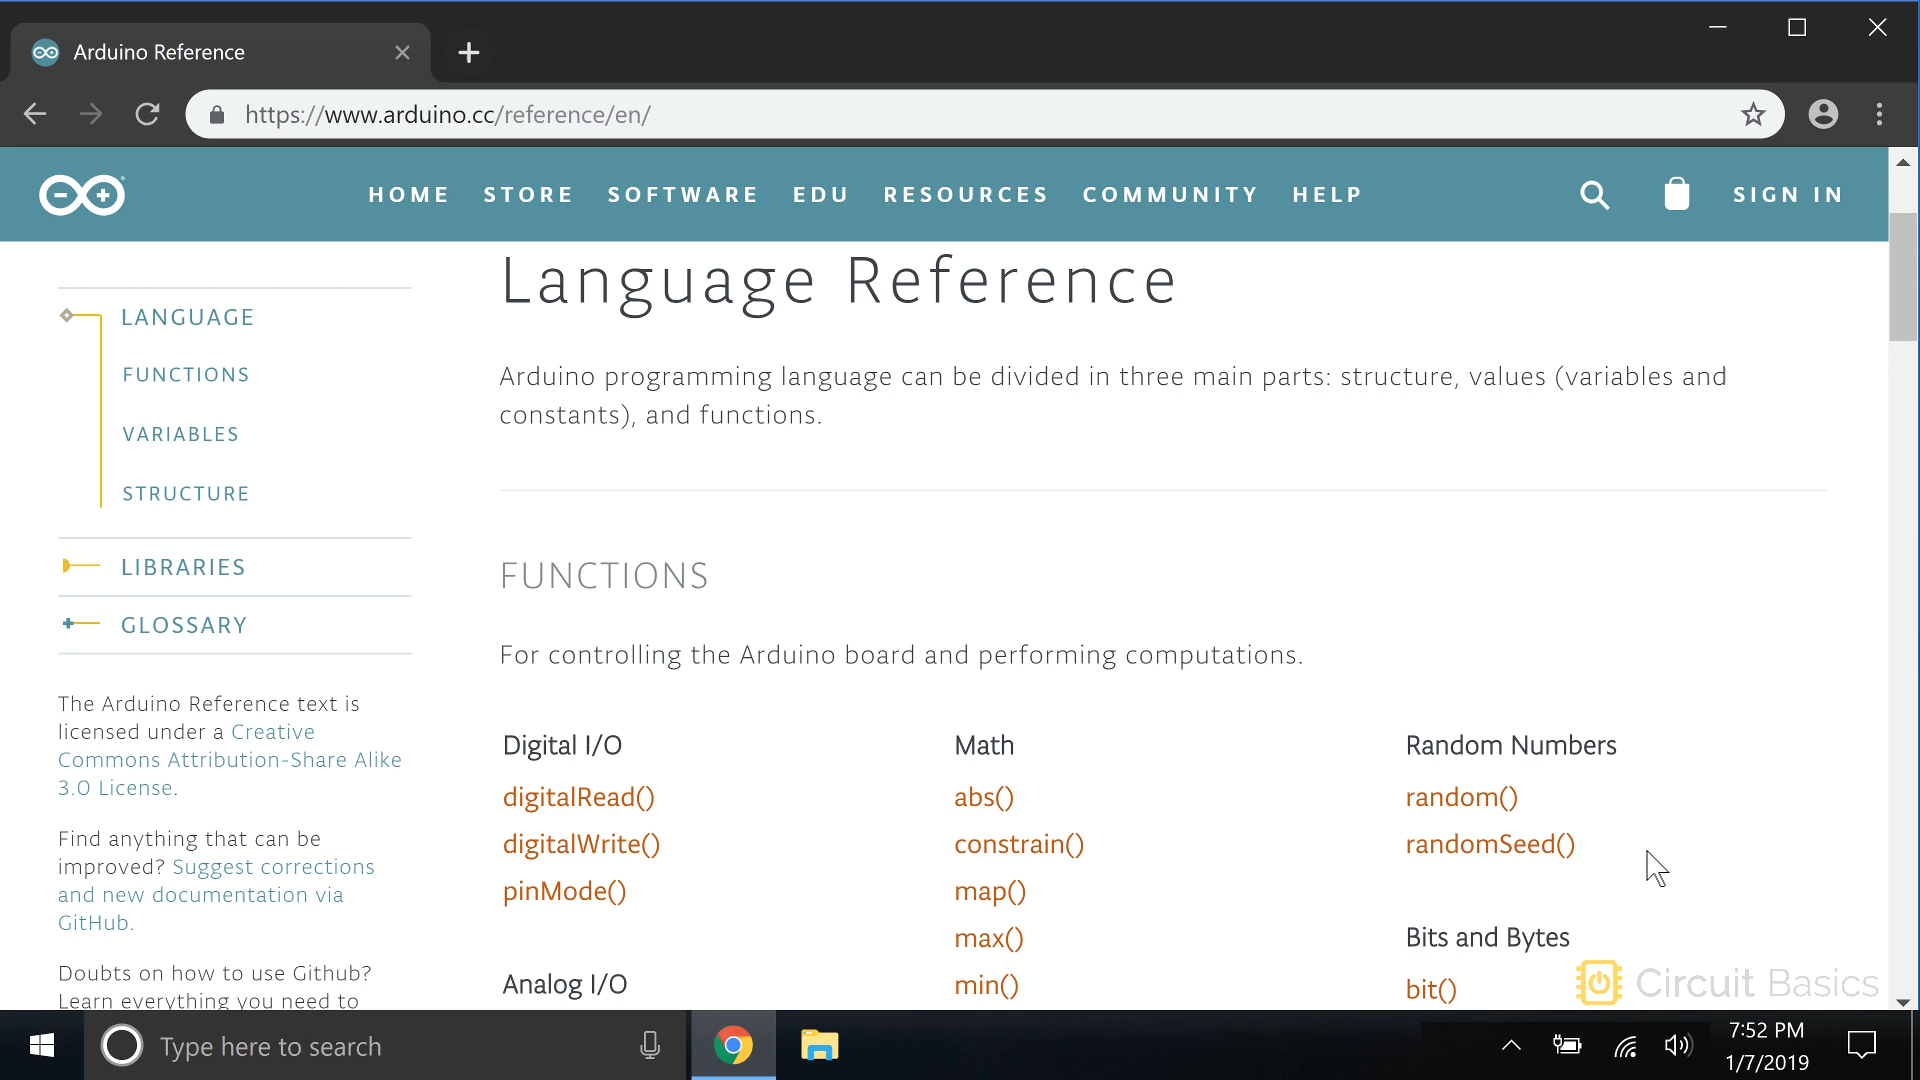 Arduino Reference
https://www.arduino.cc/reference/en/
HOME STORE SOFTWARE EDU RESOURCES COMMUNITY HELP SIGN IN
LANGUAGE
FUNCTIONS
VARIABLES
STRUCTURE
LIBRARIES
GLOSSARY
The Arduino Reference text is
licensed under a Creative
Commons Attribution-Share Alike
3.0 License.
Find anything that can be
improved? Suggest corrections
and new documentation via
GitHub.
Doubts on how to use Github?
Learn everything you need to
Language Reference
Arduino programming language can be divided in three main parts: structure, values (variables and
constants), and functions.
FUNCTIONS
For controlling the Arduino board and performing computations.
Digital I/O
digitalRead()
digitalWrite()
pinMode()
Analog I/O
Math
abs()
constrain()
map()
max()
min()
Random Numbers
random()
randomSeed()
Bits and Bytes
bit()
Circuit Basics
Type here to search
7:52 PM
1/7/2019